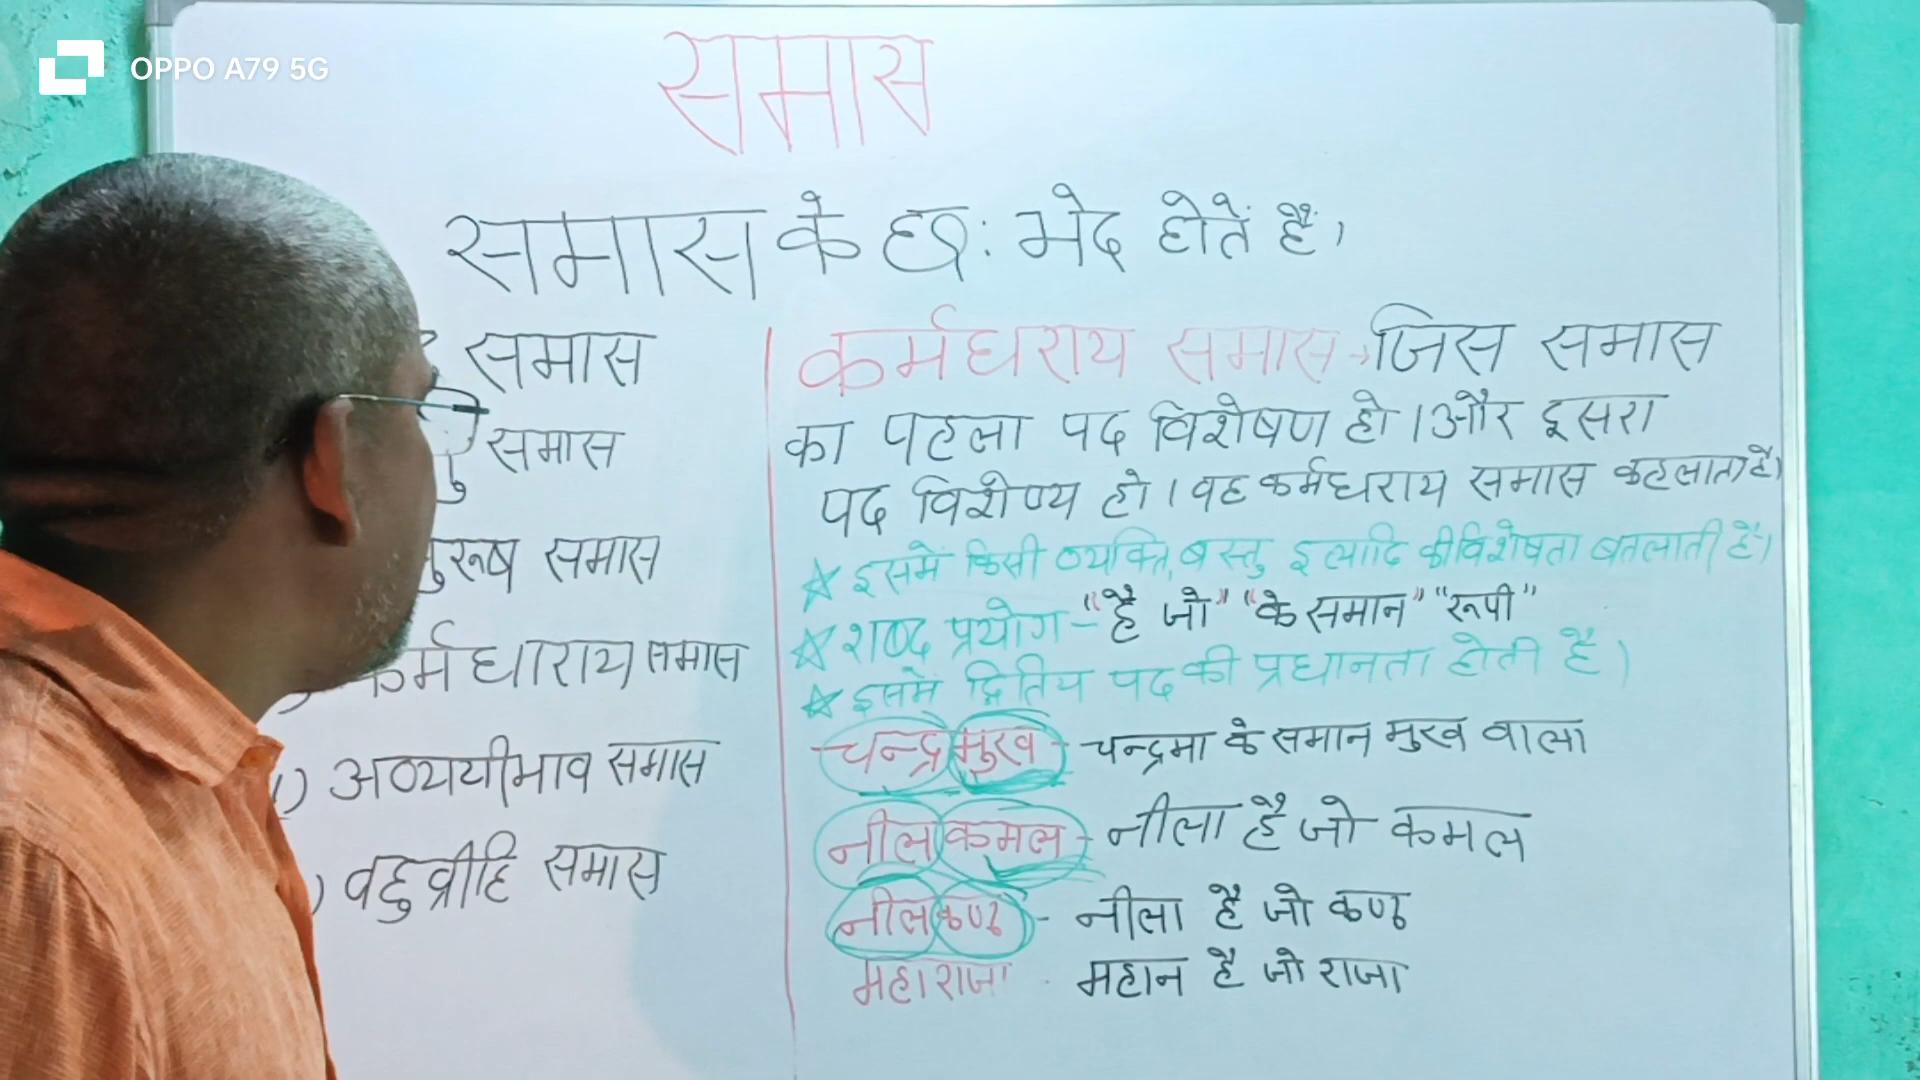 OPPO A79 5G
समास
समास के छः भेद होतें हैं।
समास
समास
पुरूष समास
कर्मधाराय समास
अव्ययीभाव समास
वहुव्रीहि समास
कर्मधराय समास → जिस समास
का पहला पद विशेषण हो। और दूसरा
पद विशेष्य हो। वह कर्मधराय समास कहलाता है।
☆ इसमें किसी व्यक्ति, वस्तु इत्यादि की विशेषता बतलाती है।
☆ शब्द प्रयोग - "है जो" "के समान" "रूपी"
☆ इसमें द्वितिय पद की प्रधानता होती है।
चन्द्रमुख - चन्द्रमा के समान मुख वाला
नीलकमल - नीला है जो कमल
नीलकण्ठ - नीला है जो कण्ठ
महाराजा - महान है जो राजा